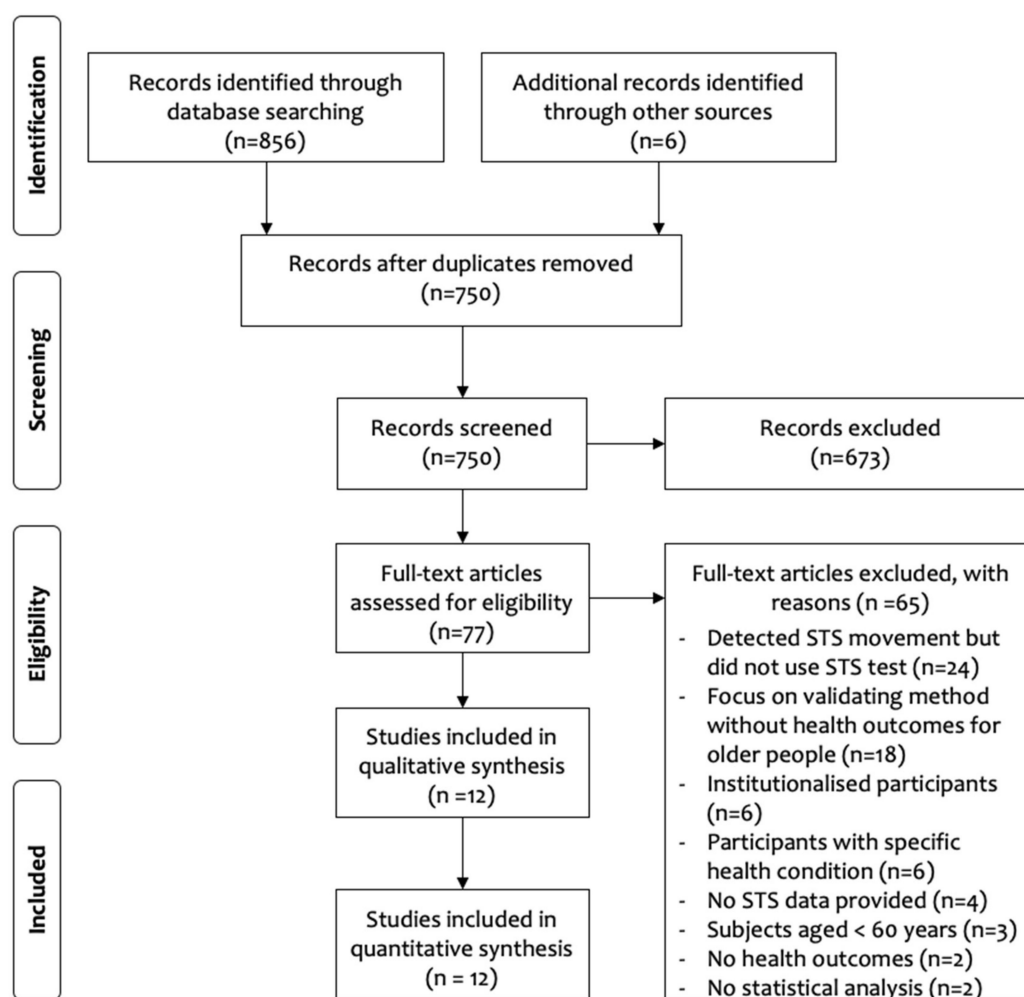 Identification
Records identified through
database searching
(n=856)
Additional records identified
through other sources
(n=6)
Records after duplicates removed
(n=750)
Screening
Records screened
(n=750)
Records excluded
(n=673)
Eligibility
Full-text articles
assessed for eligibility
(n=77)
Full-text articles excluded, with
reasons (n =65)
- Detected STS movement but
did not use STS test (n=24)
- Focus on validating method
without health outcomes for
older people (n=18)
- Institutionalised participants
(n=6)
- Participants with specific
health condition (n=6)
- No STS data provided (n=4)
- Subjects aged < 60 years (n=3)
- No health outcomes (n=2)
- No statistical analysis (n=2)
Studies included in
qualitative synthesis
(n =12)
Included
Studies included in
quantitative synthesis
(n = 12)